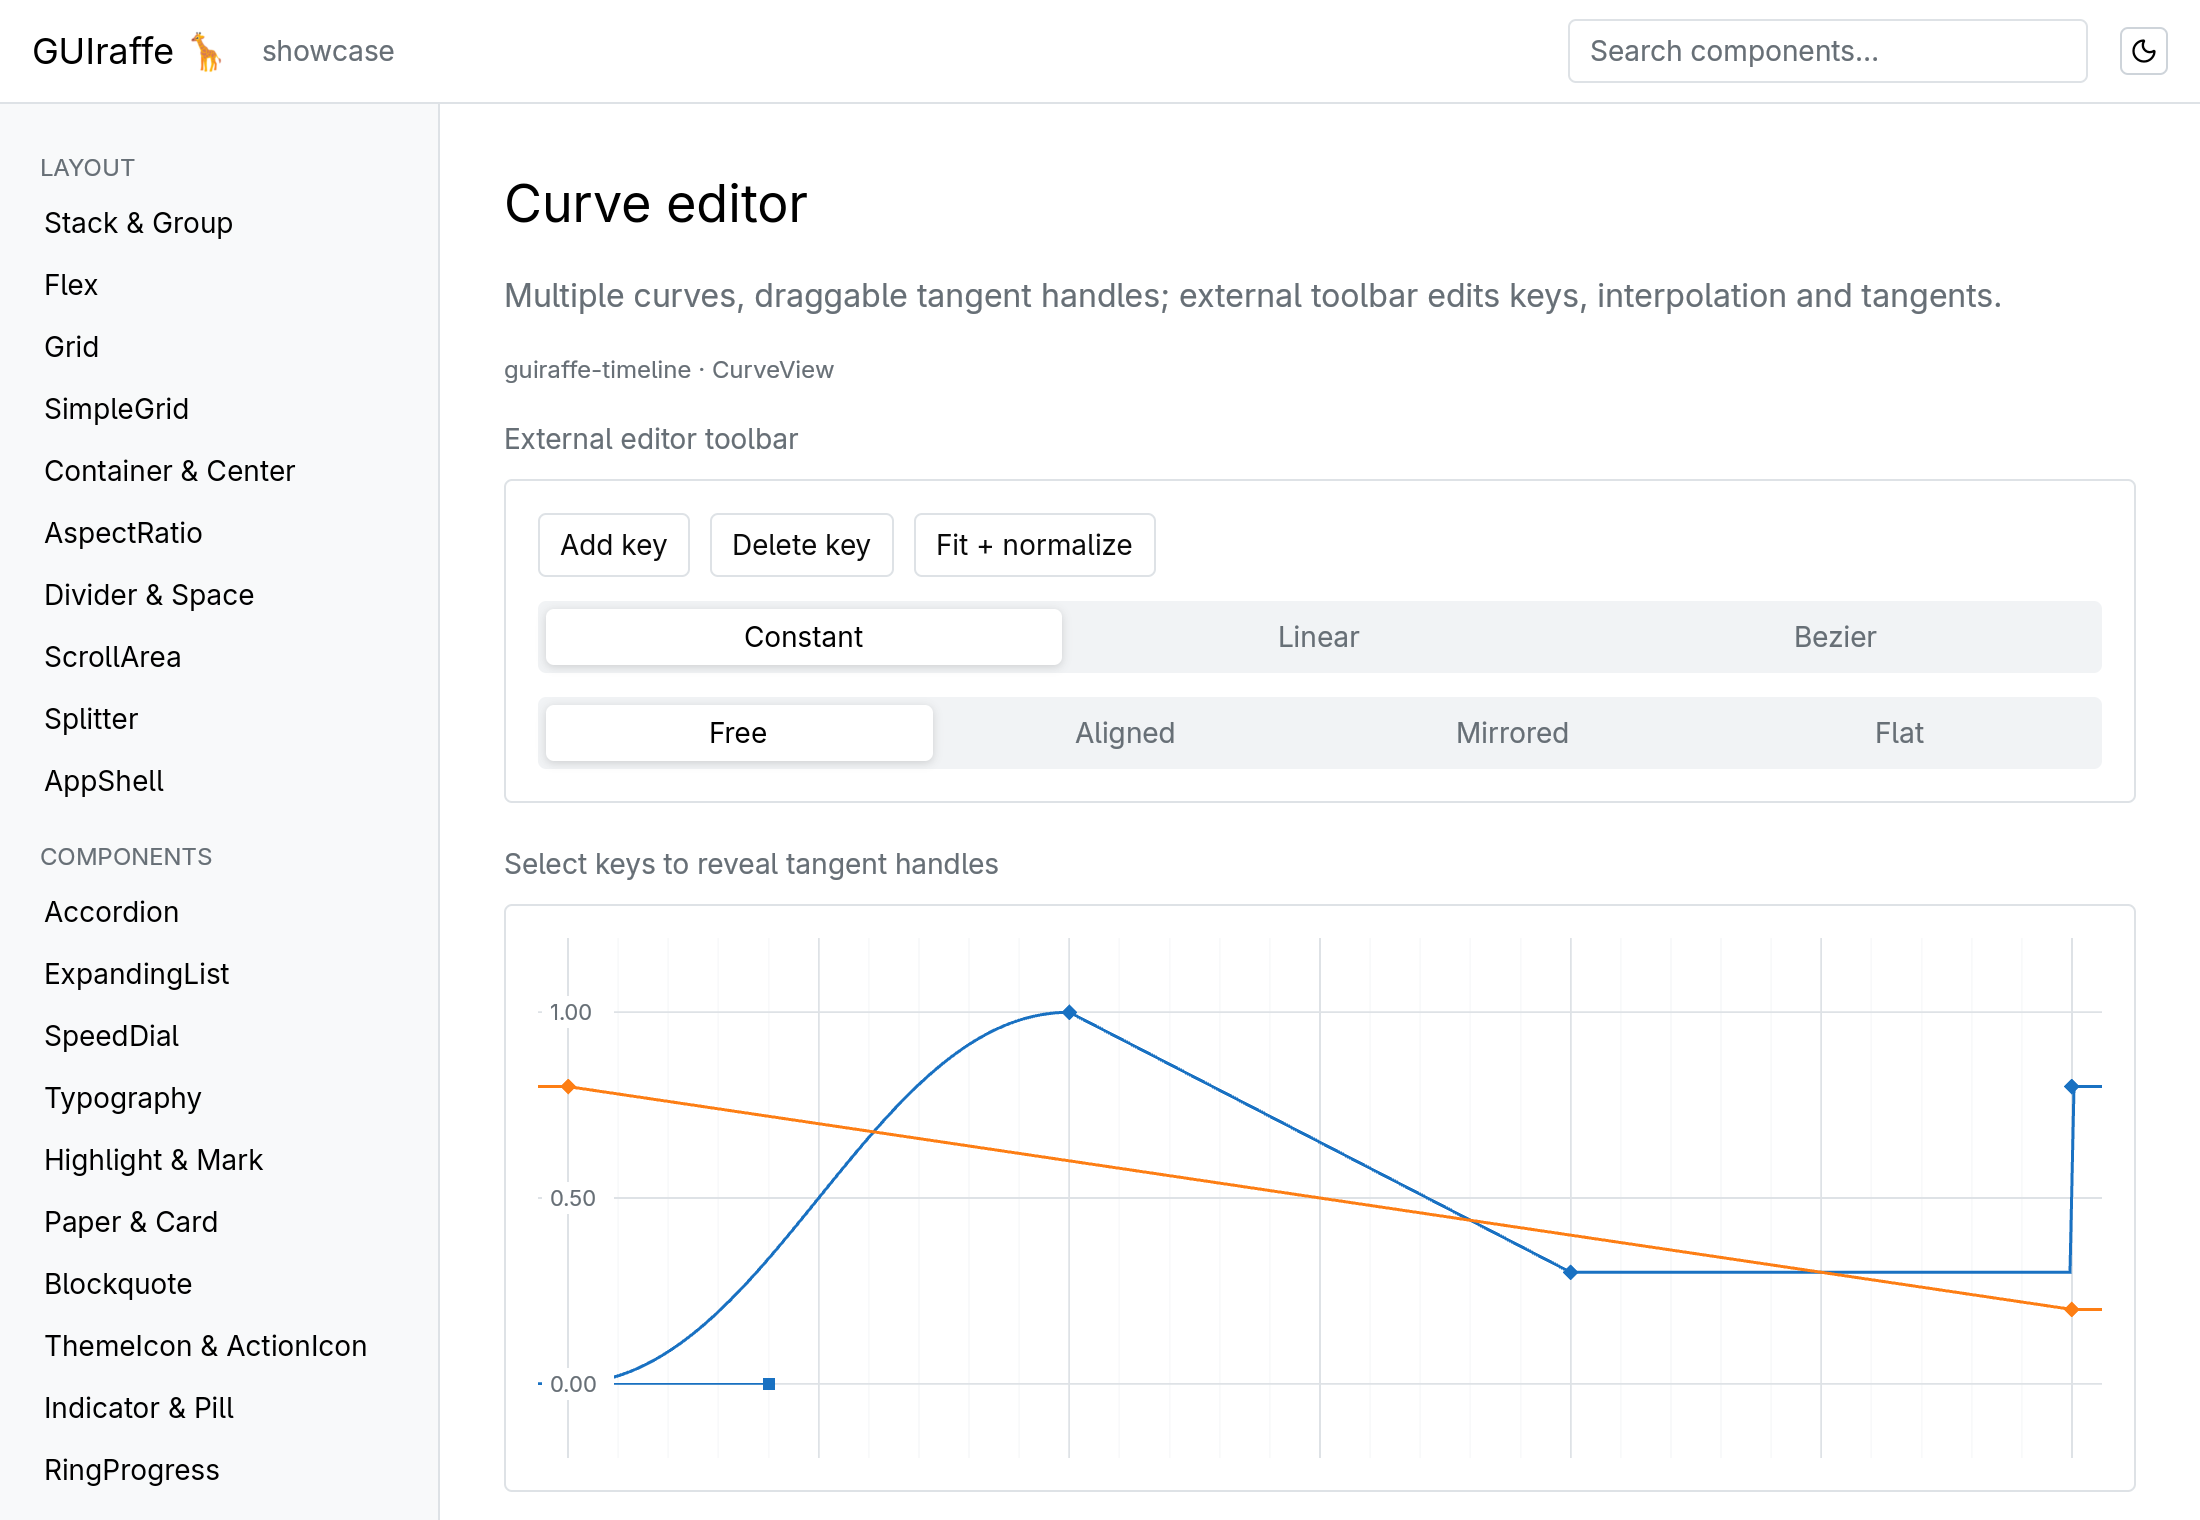 GUIraffe 🦒 showcase Search components...
LAYOUT
Stack & Group
Flex
Grid
SimpleGrid
Container & Center
AspectRatio
Divider & Space
ScrollArea
Splitter
AppShell
COMPONENTS
Accordion
ExpandingList
SpeedDial
Typography
Highlight & Mark
Paper & Card
Blockquote
ThemeIcon & ActionIcon
Indicator & Pill
RingProgress
Curve editor
Multiple curves, draggable tangent handles; external toolbar edits keys, interpolation and tangents.
guiraffe-timeline · CurveView
External editor toolbar
Add key Delete key Fit + normalize
Constant Linear Bezier
Free Aligned Mirrored Flat
Select keys to reveal tangent handles
1.00
0.50
0.00